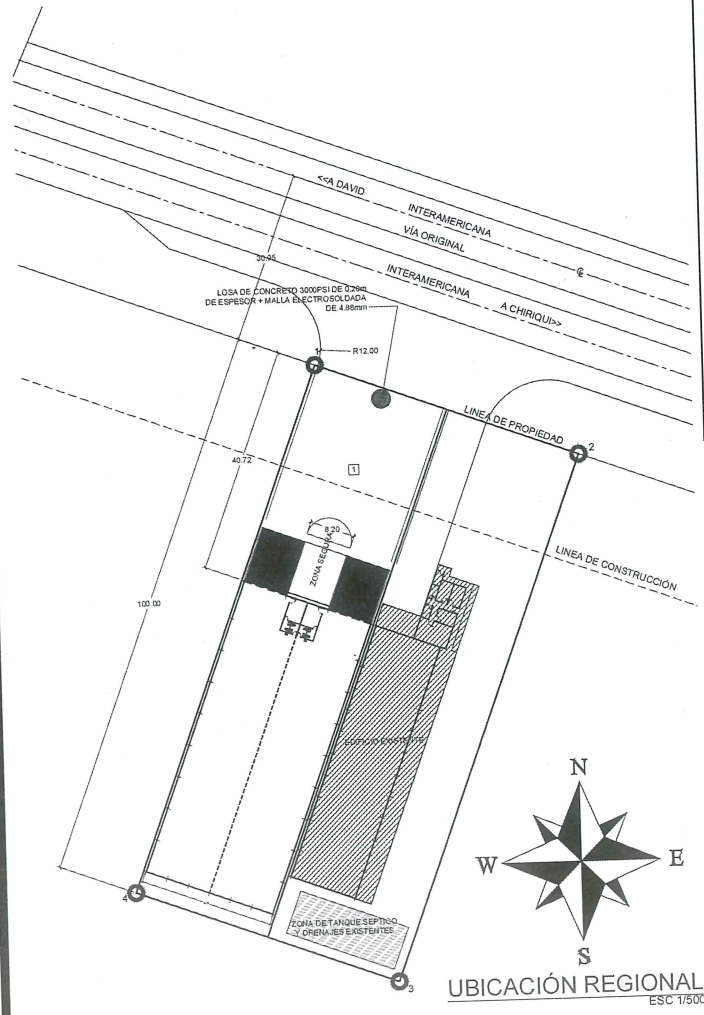 <<A DAVID
INTERAMERICANA
VÍA ORIGINAL
INTERAMERICANA
A CHIRIQUI>>
30.95
LOSA DE CONCRETO 3000PSI DE 0.20m
DE ESPESOR + MALLA ELECTROSOLDADA
DE 4.88mm
R12.00
1
LINEA DE PROPIEDAD
2
40.72
1
8.20
ZONA SEGURA
LINEA DE CONSTRUCCIÓN
100.00
EDIFICIO EXISTENTE
N
W
E
S
4
ZONA DE TANQUE SEPTICO
Y DRENAJES EXISTENTES
3
UBICACIÓN REGIONAL
ESC 1/500